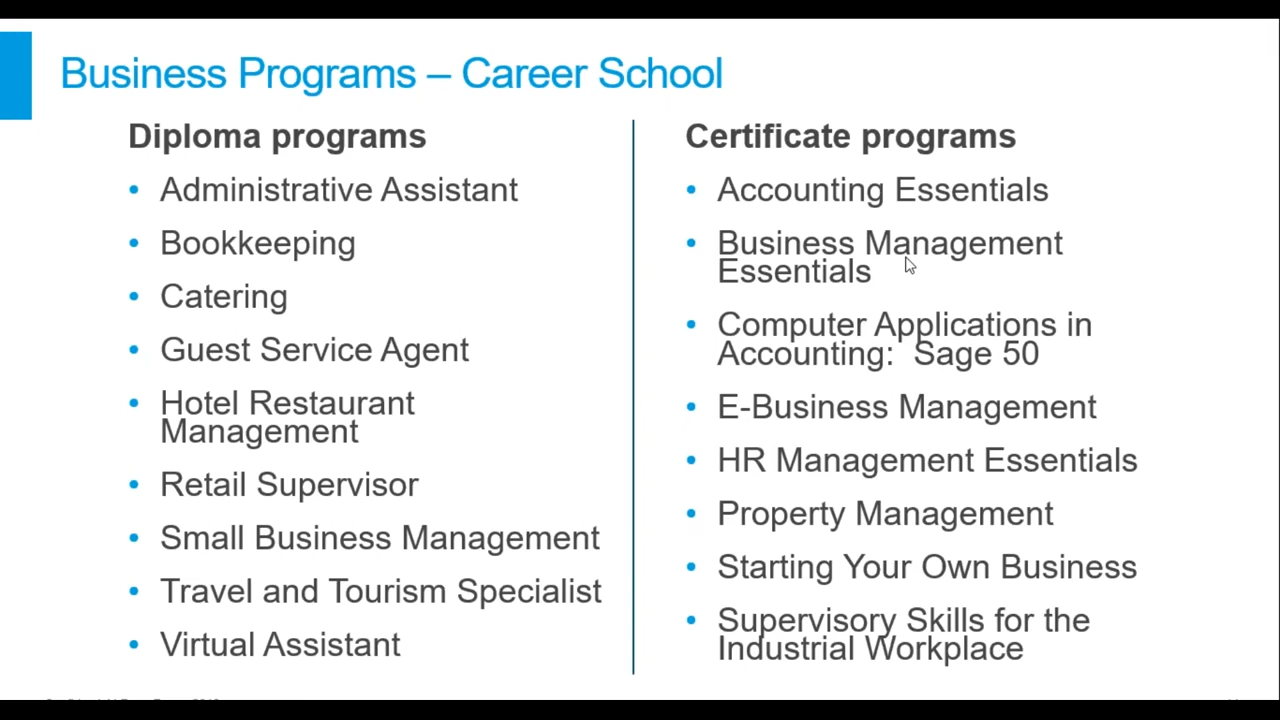 Business Programs – Career School
Diploma programs
• Administrative Assistant
• Bookkeeping
• Catering
• Guest Service Agent
• Hotel Restaurant
Management
• Retail Supervisor
• Small Business Management
• Travel and Tourism Specialist
• Virtual Assistant
Certificate programs
• Accounting Essentials
• Business Management
Essentials
• Computer Applications in
Accounting:  Sage 50
• E-Business Management
• HR Management Essentials
• Property Management
• Starting Your Own Business
• Supervisory Skills for the
Industrial Workplace